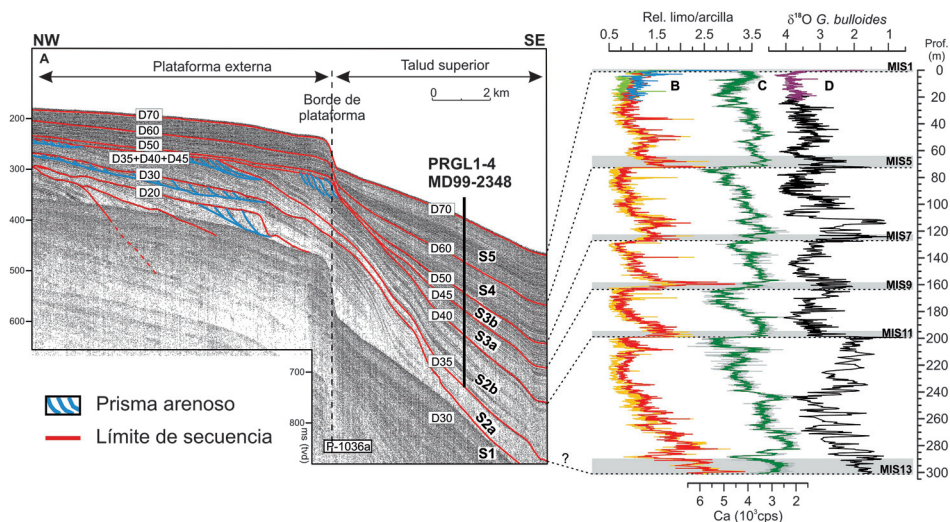 NW
SE
A
Plataforma externa
Talud superior
Borde de
plataforma
0 2 km
PRGL1-4
MD99-2348
D70
D60
D50
D35+D40+D45
D30
D20
D70
D60
D50
D45
D40
D35
D30
S5
S4
S3b
S3a
S2b
S2a
S1
200
300
400
500
600
700
800
ms (tvd)
P-1036a
Prisma arenoso
Límite de secuencia
Rel. limo/arcilla
0.5 1.5 3.5
δ18O G. bulloides
4 3 2 1
Prof.
(m)
B
C
D
MIS1
MIS5
MIS7
MIS9
MIS11
MIS13
0
20
40
60
80
100
120
140
160
180
200
220
240
260
280
300
?
6 5 4 3 2
Ca (10³cps)